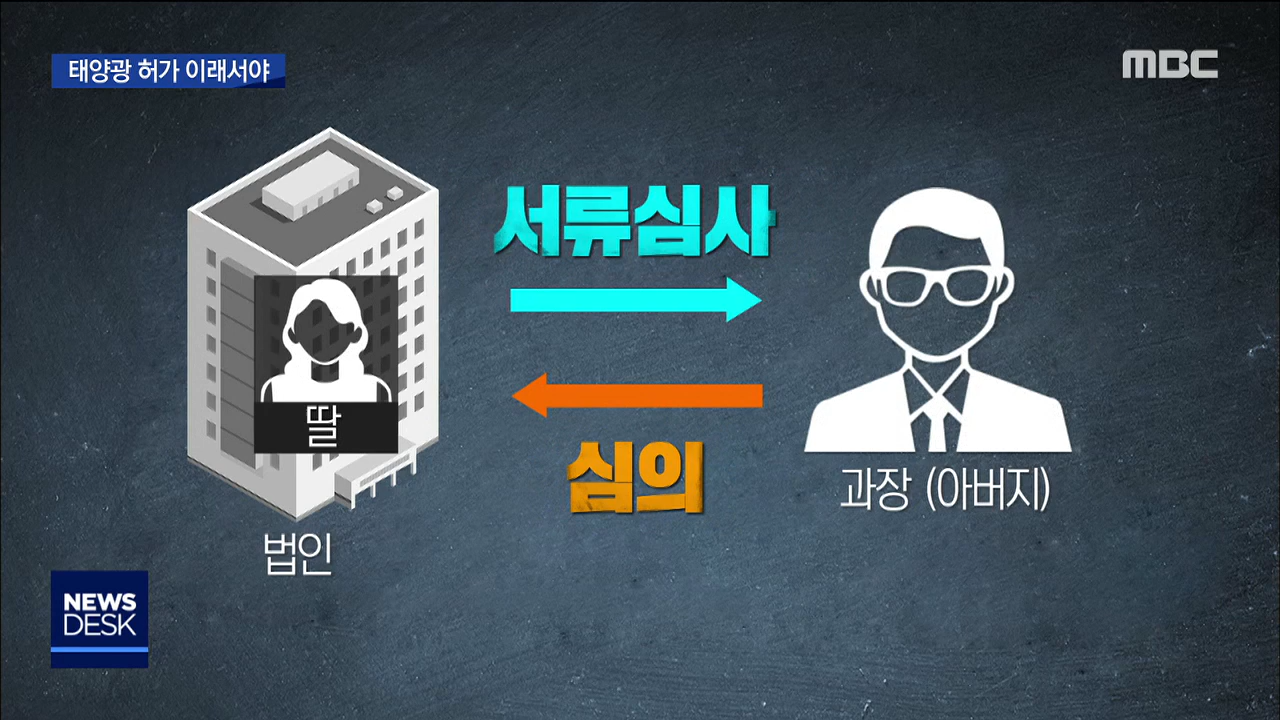 태양광 허가 이래서야
MBC
서류심사
딸
심의
과장 (아버지)
법인
NEWS
DESK